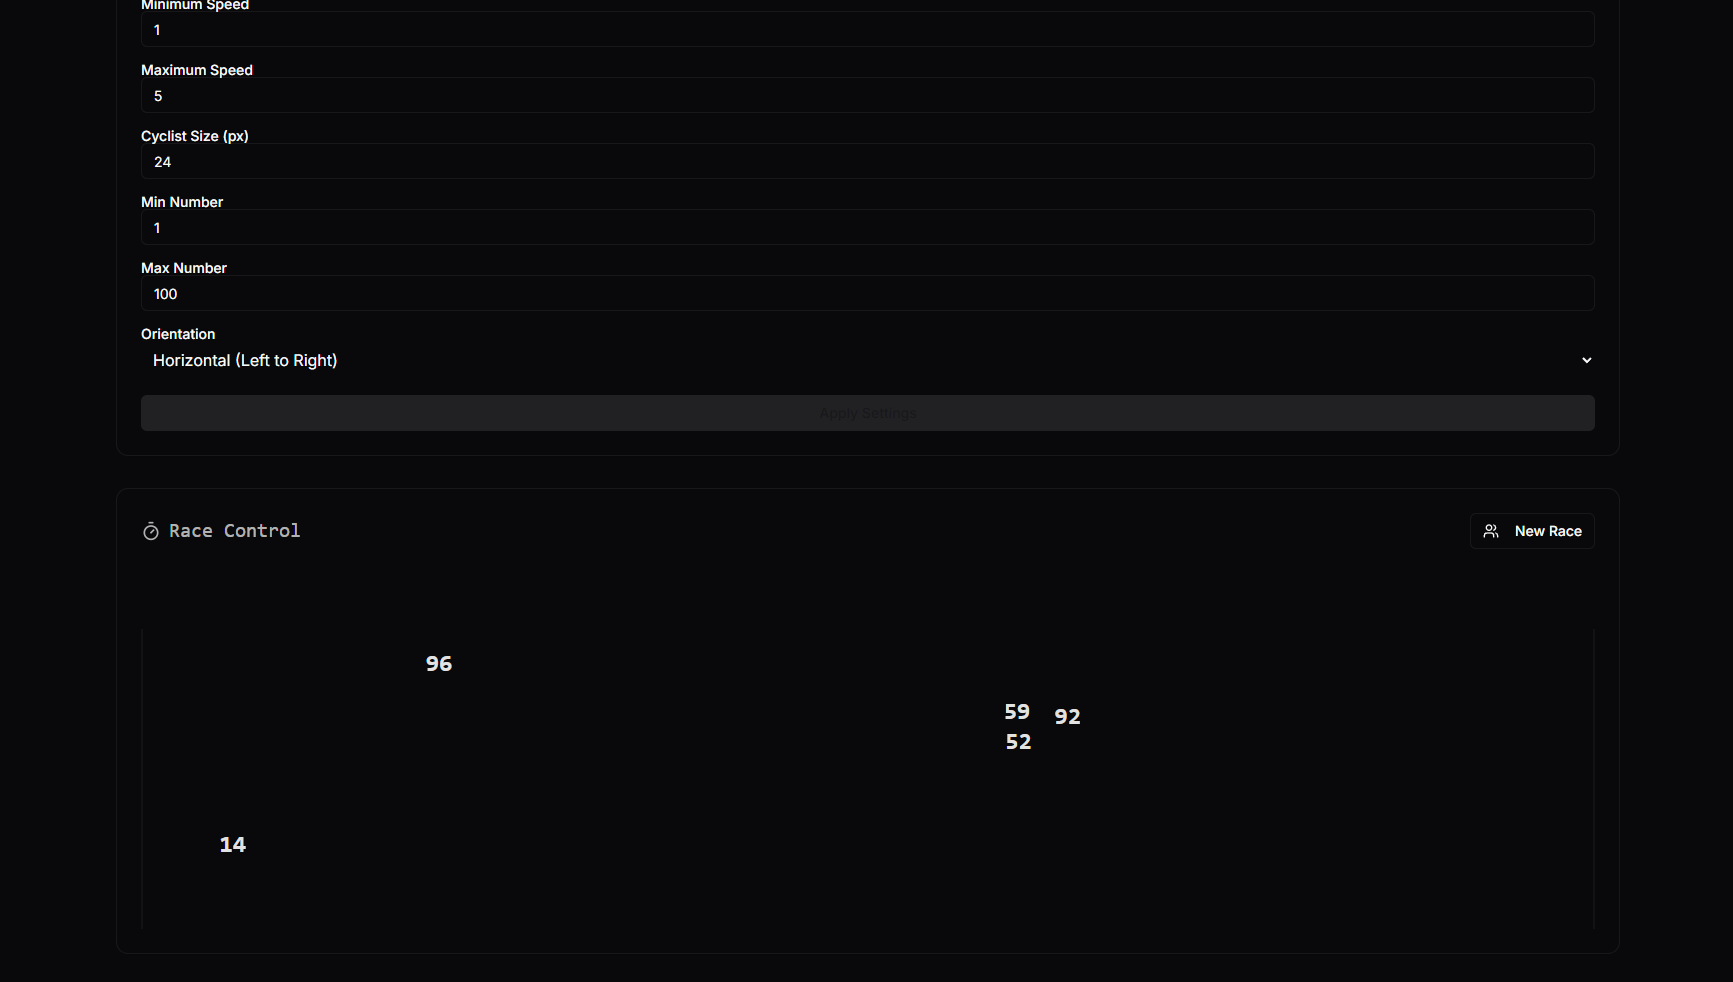 Minimum Speed
1
Maximum Speed
5
Cyclist Size (px)
24
Min Number
1
Max Number
100
Orientation
Horizontal (Left to Right)
Apply Settings
Race Control
New Race
96
59
92
52
14